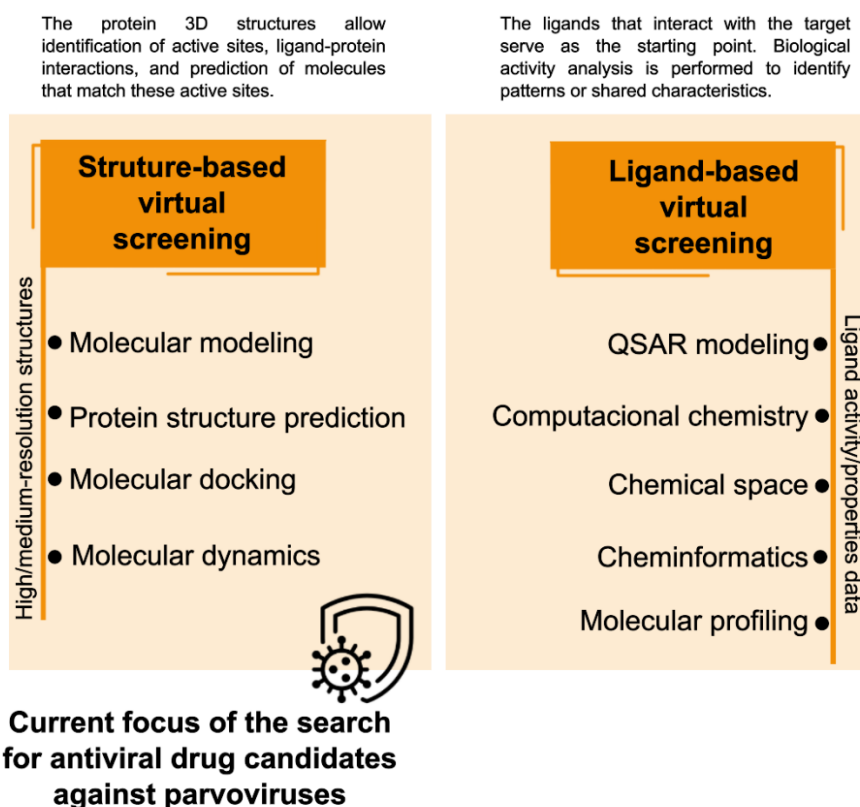 The protein 3D structures allow
identification of active sites, ligand-protein
interactions, and prediction of molecules
that match these active sites.
Struture-based
virtual
screening
High/medium-resolution structures
Molecular modeling
Protein structure prediction
Molecular docking
Molecular dynamics
Current focus of the search
for antiviral drug candidates
against parvoviruses
The ligands that interact with the target
serve as the starting point. Biological
activity analysis is performed to identify
patterns or shared characteristics.
Ligand-based
virtual
screening
QSAR modeling
Computacional chemistry
Chemical space
Cheminformatics
Molecular profiling
Ligand activity/properties data